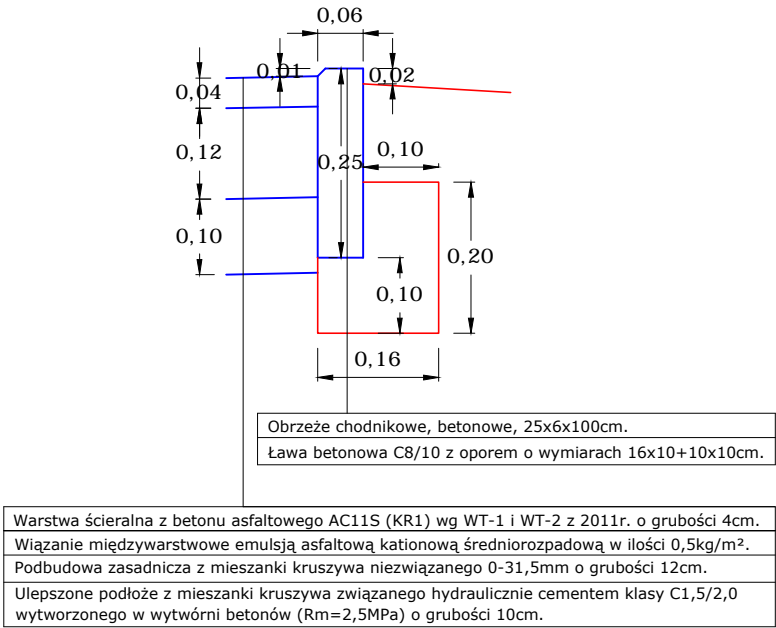 0,06
0,01
0,02
0,04
0,12
0,25
0,10
0,10
0,20
0,10
0,16
Obrzeże chodnikowe, betonowe, 25x6x100cm.
Ława betonowa C8/10 z oporem o wymiarach 16x10+10x10cm.
Warstwa ścieralna z betonu asfaltowego AC11S (KR1) wg WT-1 i WT-2 z 2011r. o grubości 4cm.
Wiązanie międzywarstwowe emulsją asfaltową kationową średniorozpadową w ilości 0,5kg/m².
Podbudowa zasadnicza z mieszanki kruszywa niezwiązanego 0-31,5mm o grubości 12cm.
Ulepszone podłoże z mieszanki kruszywa związanego hydraulicznie cementem klasy C1,5/2,0
wytworzonego w wytwórni betonów (Rm=2,5MPa) o grubości 10cm.